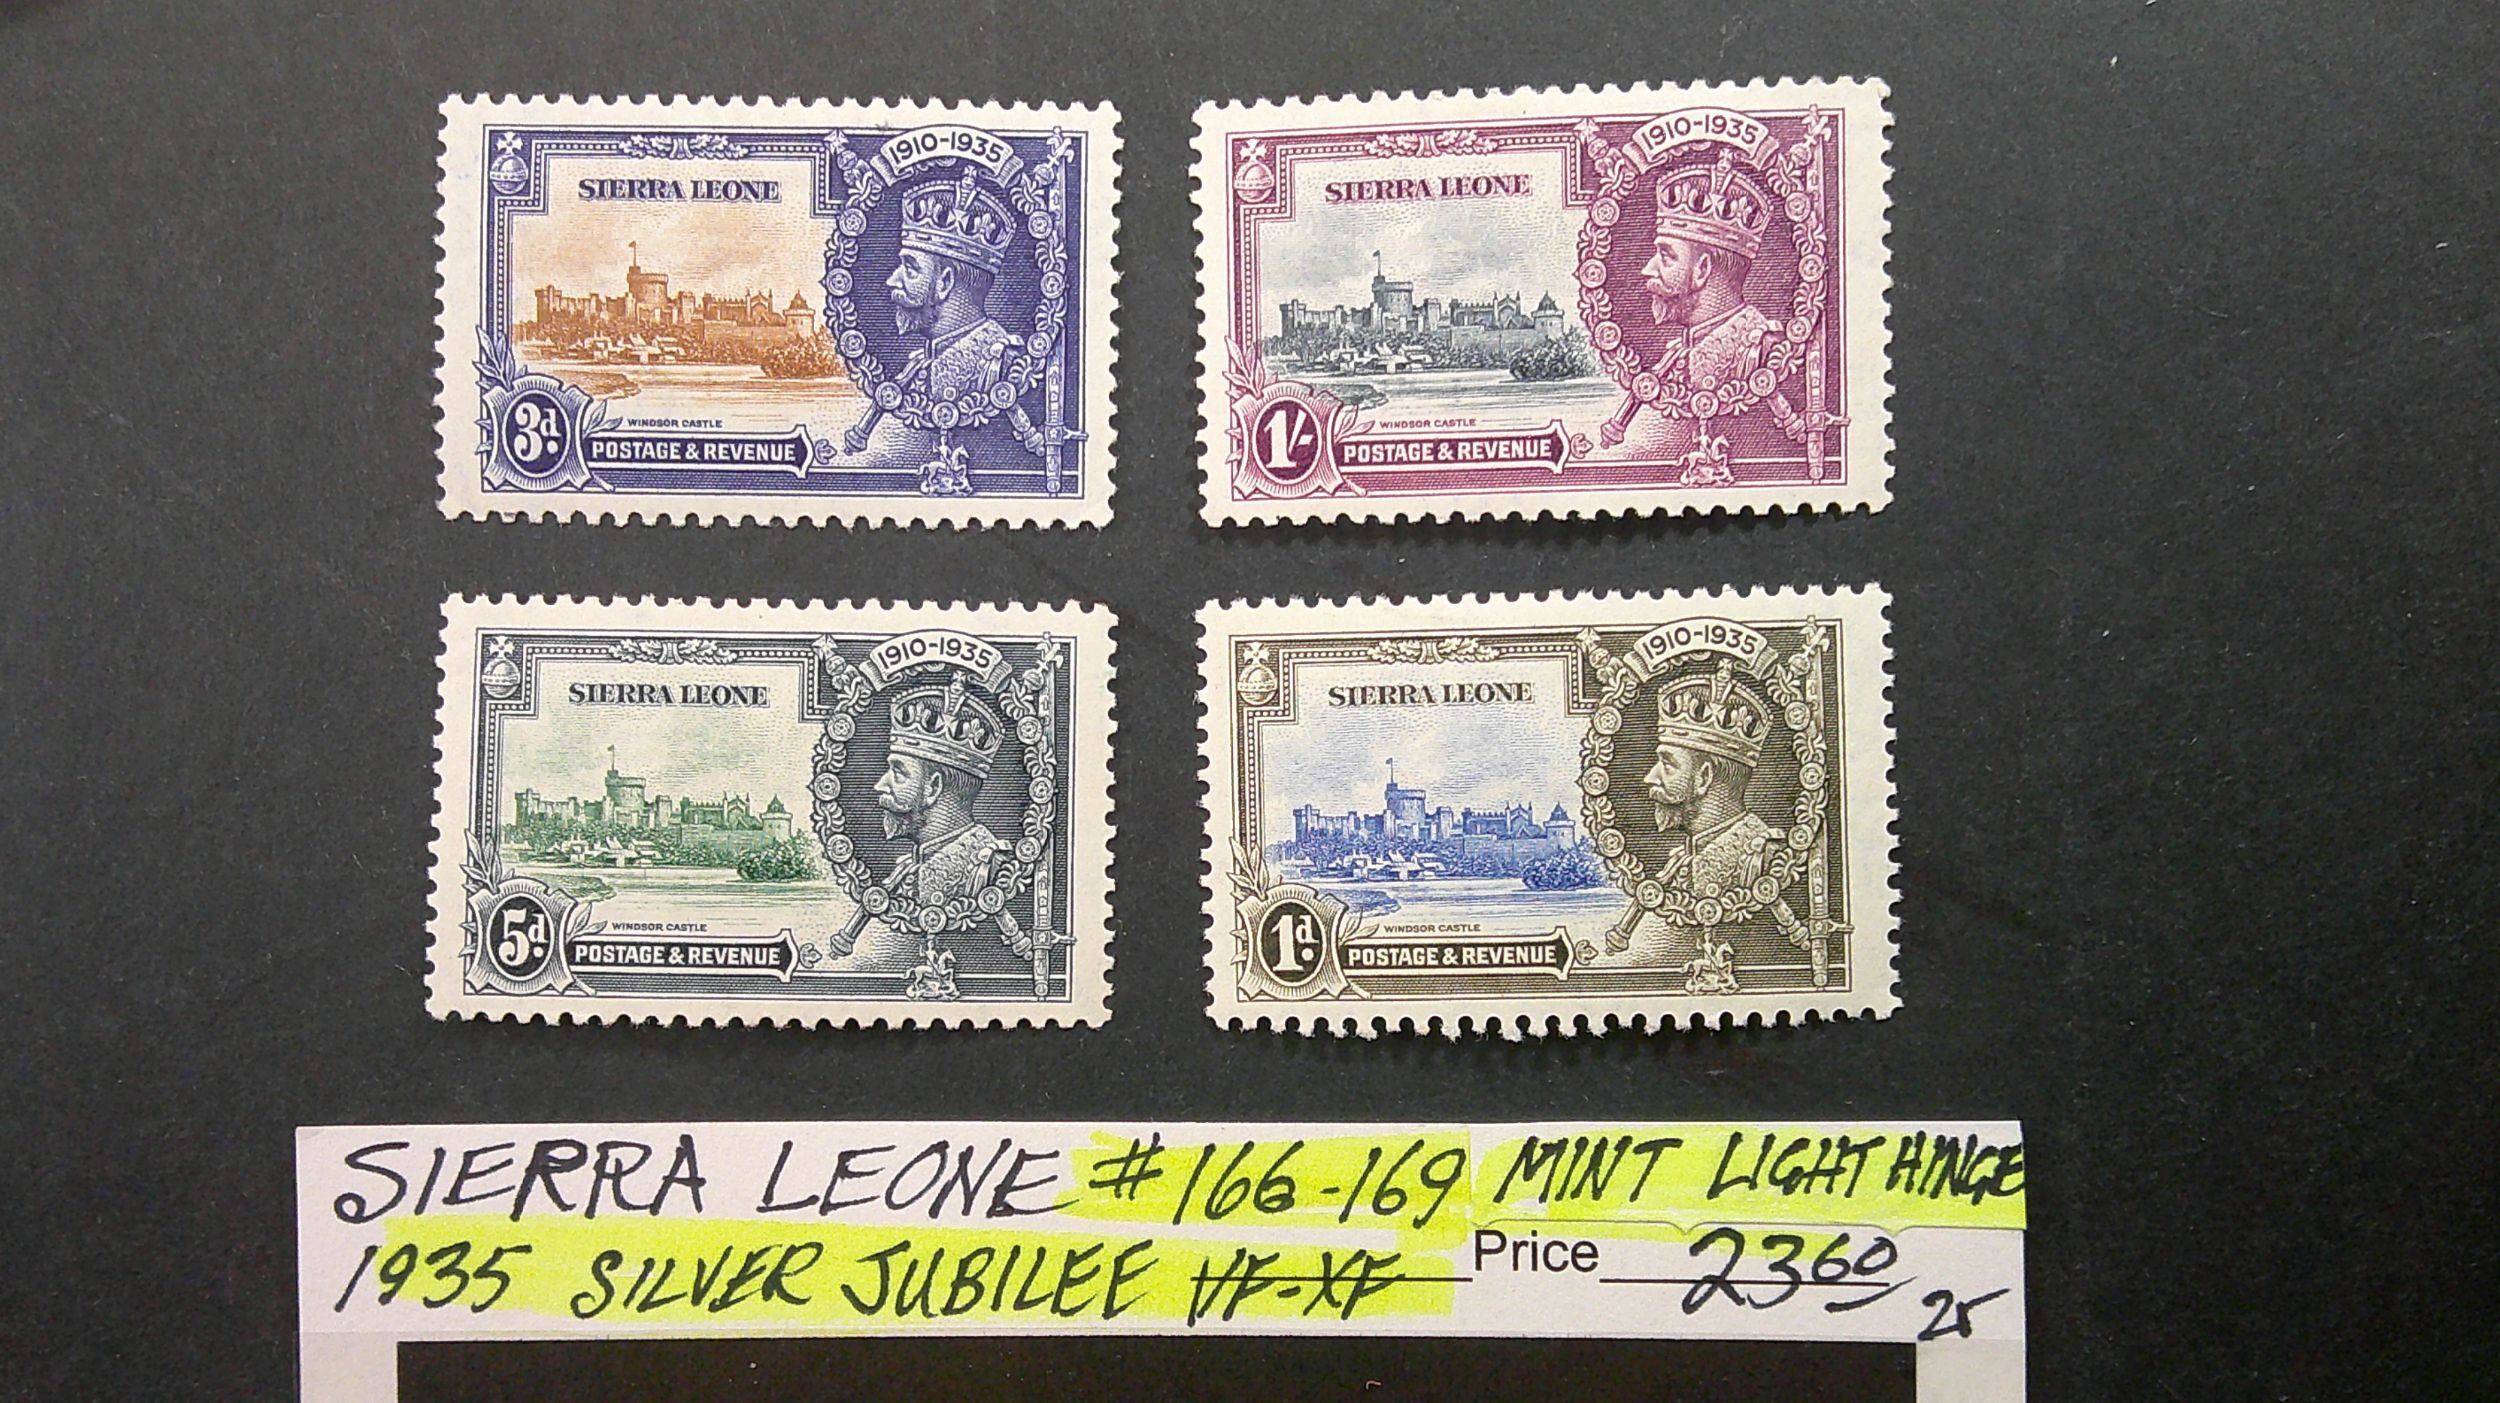 1910-1935
SIERRA LEONE
WINDSOR CASTLE
3d.
POSTAGE & REVENUE
1910-1935
SIERRA LEONE
WINDSOR CASTLE
1/-
POSTAGE & REVENUE
1910-1935
SIERRA LEONE
WINDSOR CASTLE
5d.
POSTAGE & REVENUE
1910-1935
SIERRA LEONE
WINDSOR CASTLE
1d.
POSTAGE & REVENUE
SIERRA LEONE #166-169 MINT LIGHT HINGE
1935 SILVER JUBILEE VF-XF Price 23 60
25